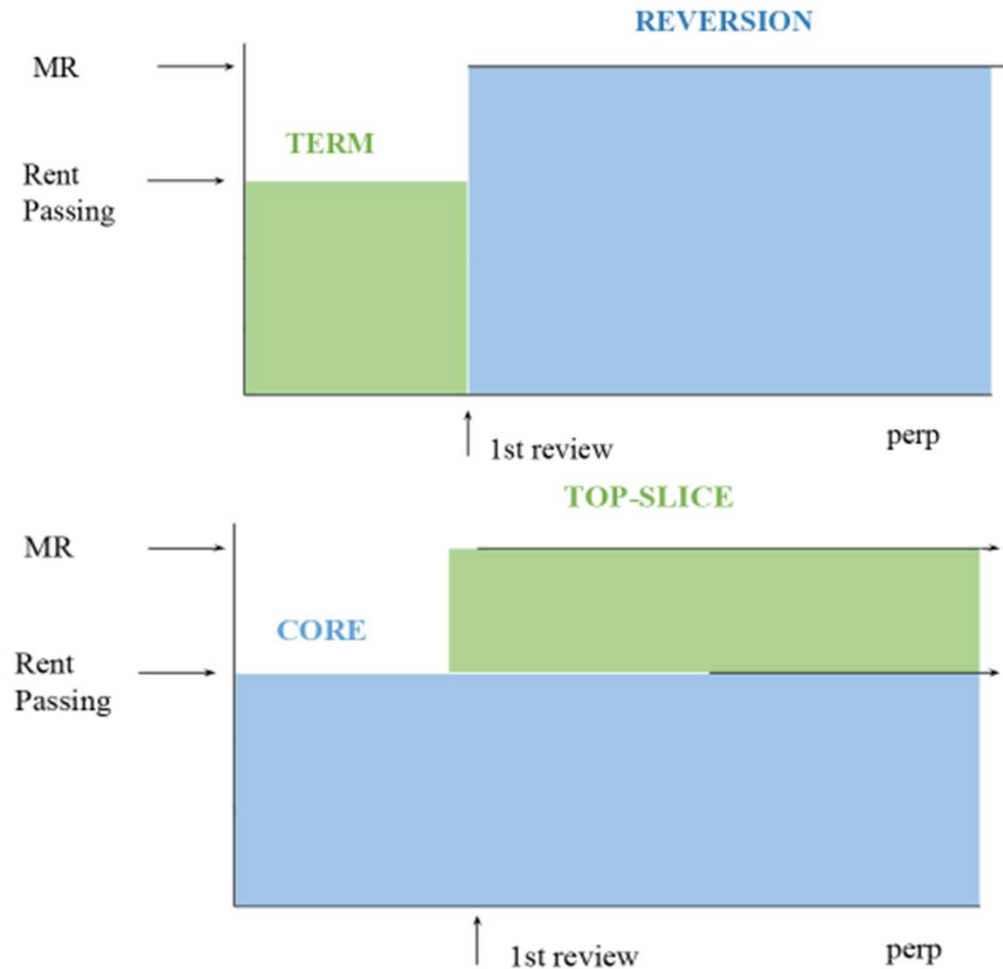 REVERSION
MR
TERM
Rent
Passing
1st review
perp
TOP-SLICE
MR
CORE
Rent
Passing
1st review
perp